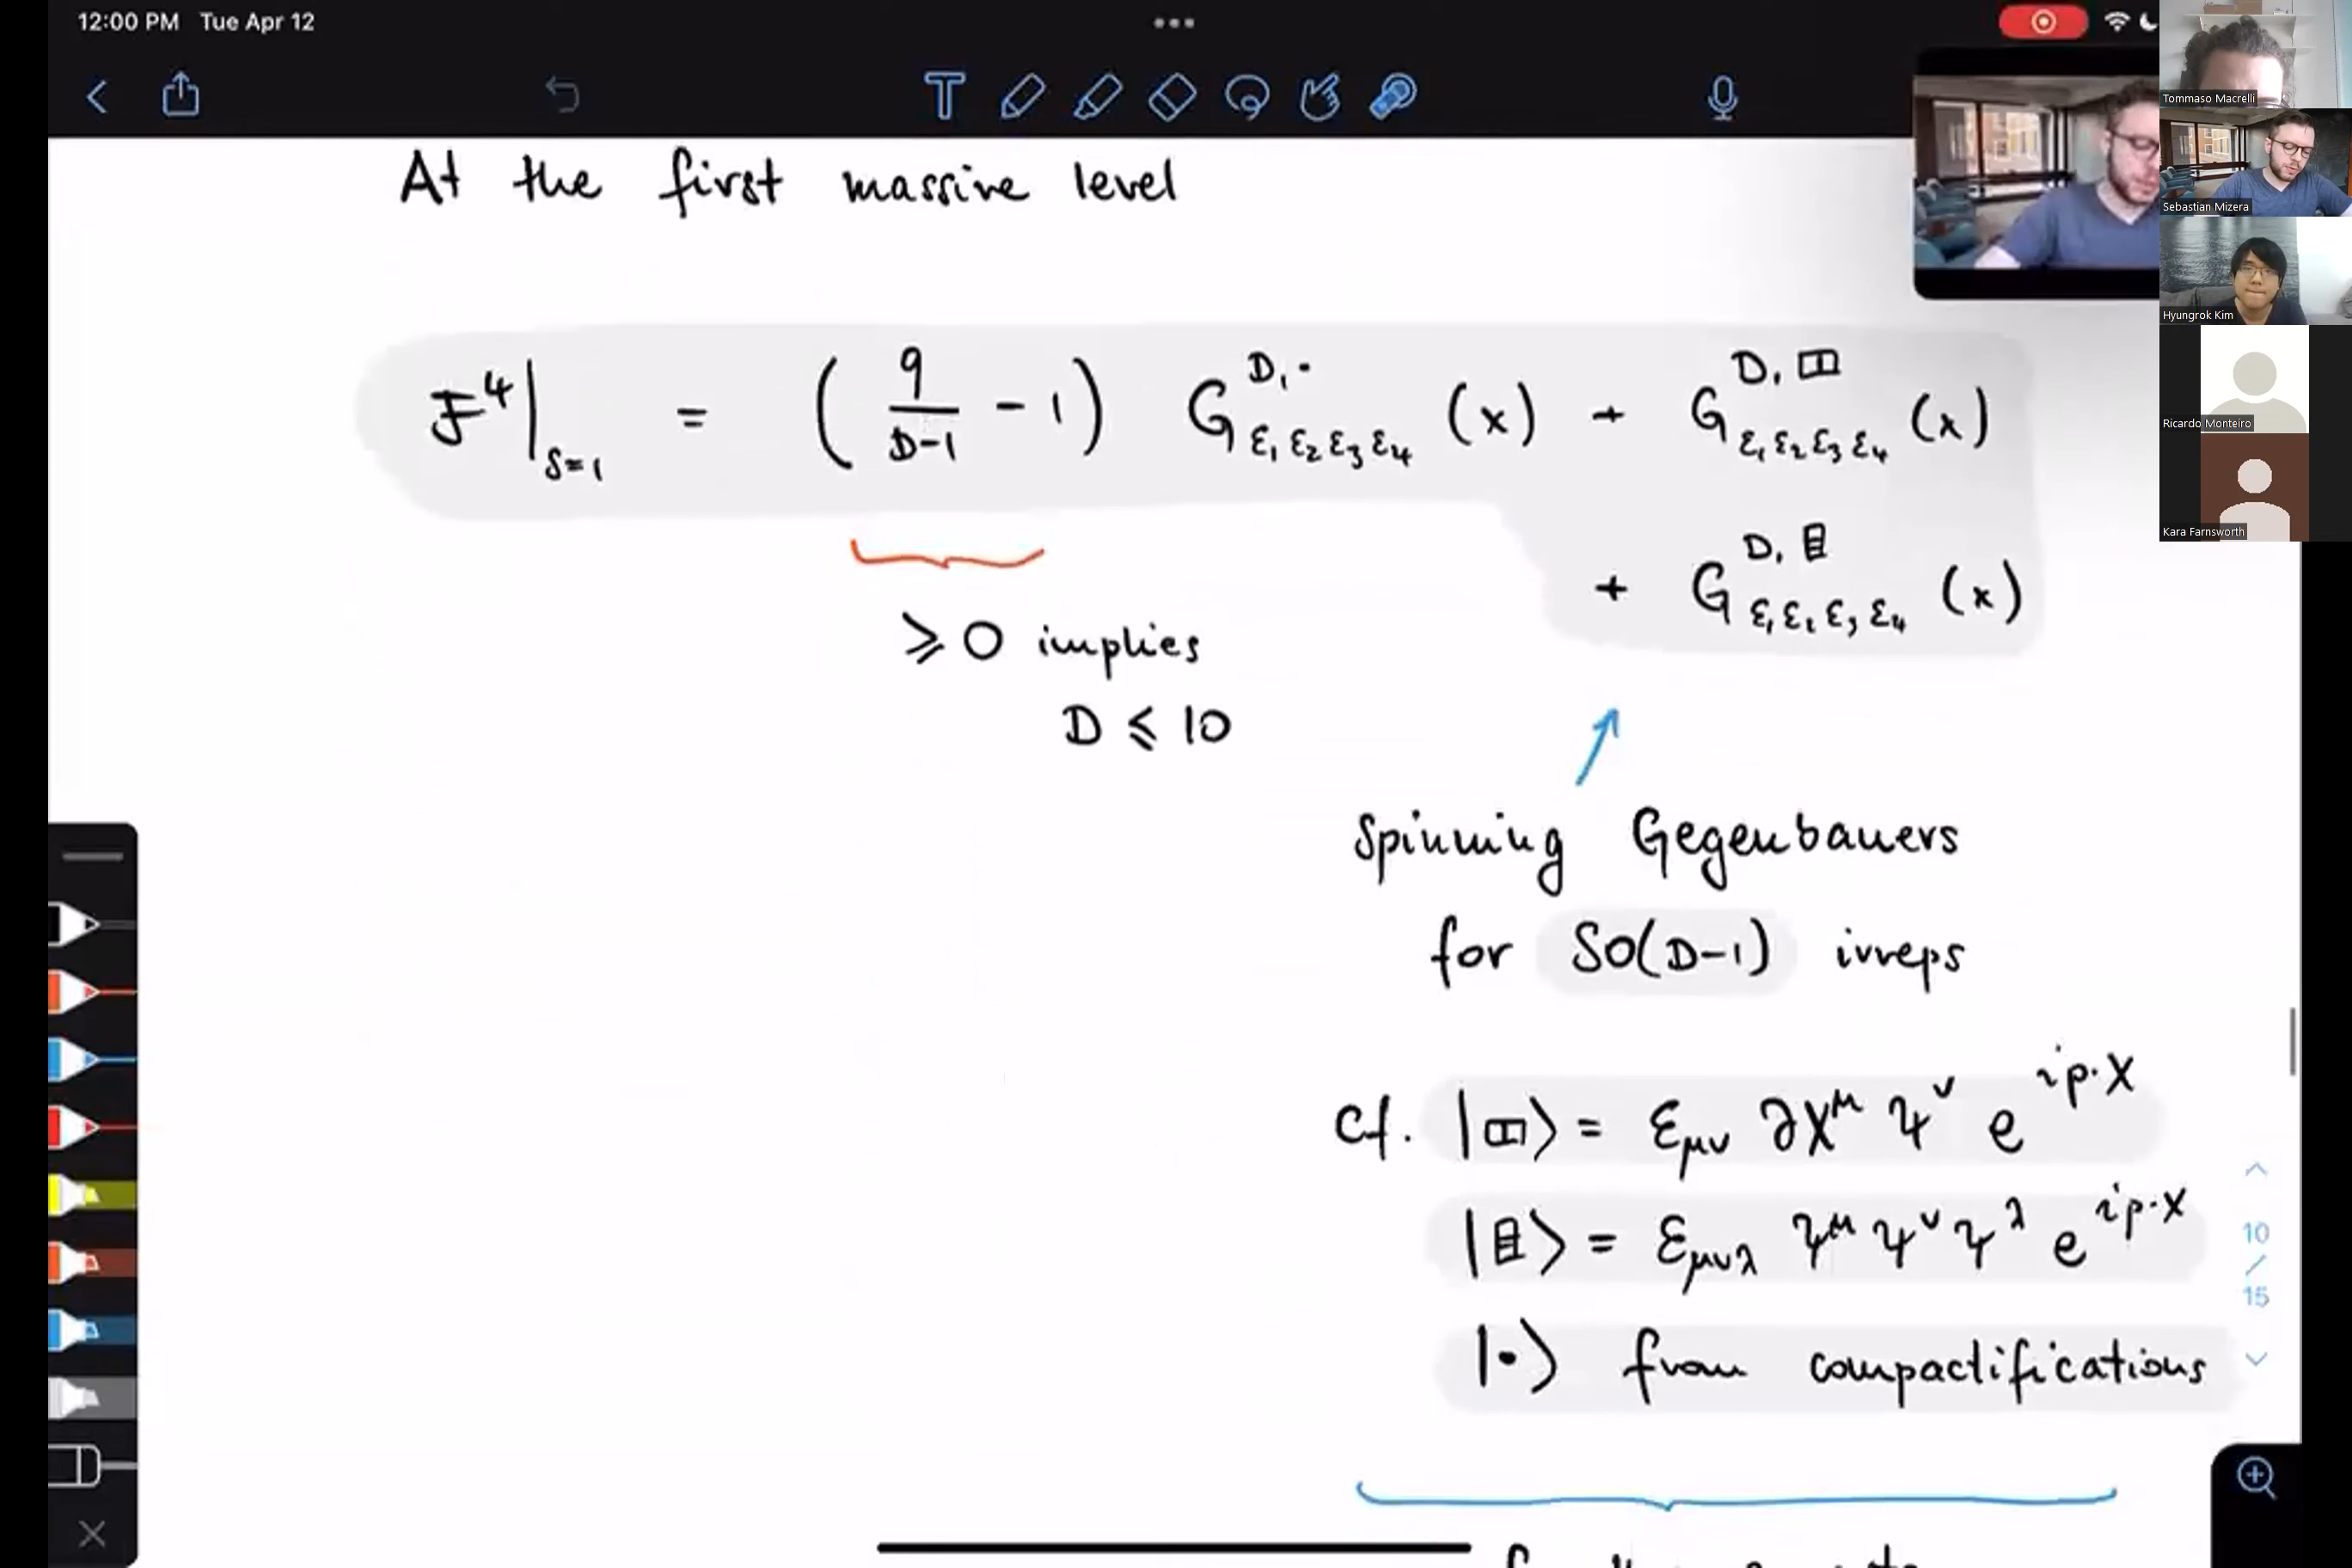 12:00 PM Tue Apr 12
Tommaso Macrelli
Sebastian Mizera
Hyungrok Kim
Ricardo Monteiro
Kara Farnsworth
At the first massive level
F⁴|_{s=1} = (9/(D-1) - 1) G^{D,·}_{ε₁ε₂ε₃ε₄}(x) + G^{D,▯▯}_{ε₁ε₂ε₃ε₄}(x)
+ G^{D,目}_{ε₁ε₂ε₃ε₄}(x)
⩾ 0 implies
D ⩽ 10
Spinning Gegenbauers
for SO(D-1) irreps
Cf. |▯▯⟩ = ε_{μν} ∂X^μ ψ^ν e^{ip·X}
|目⟩ = ε_{μνλ} ψ^μ ψ^ν ψ^λ e^{ip·X}
|·⟩ from compactifications
10
/
15